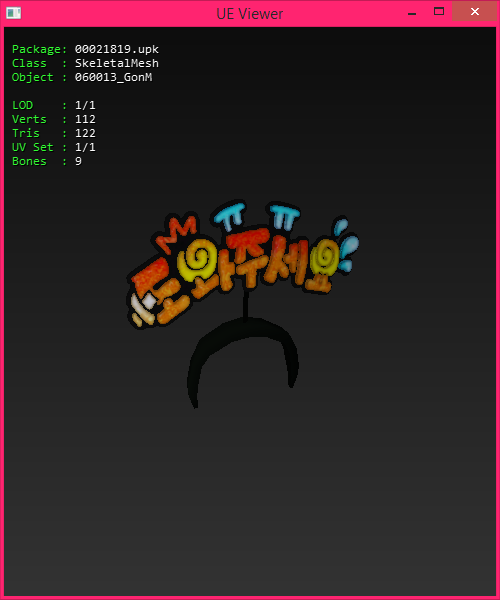 UE Viewer
Package: 00021819.upk
Class : SkeletalMesh
Object : 060013_GonM
LOD : 1/1
Verts : 112
Tris : 122
UV Set : 1/1
Bones : 9
ㅠㅠ
도와주세요